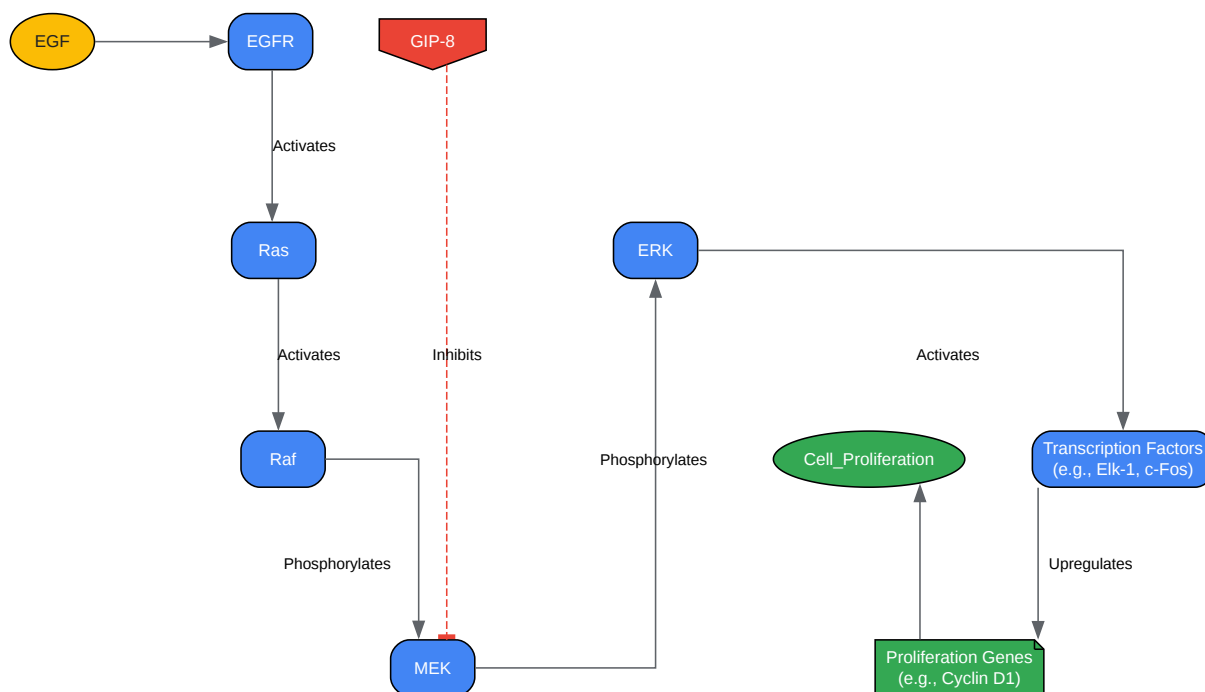 EGF
EGFR
GIP-8
Activates
Ras
ERK
Activates
Inhibits
Activates
Raf
Phosphorylates
Cell_Proliferation
Transcription Factors
(e.g., Elk-1, c-Fos)
Phosphorylates
Upregulates
MEK
Proliferation Genes
(e.g., Cyclin D1)